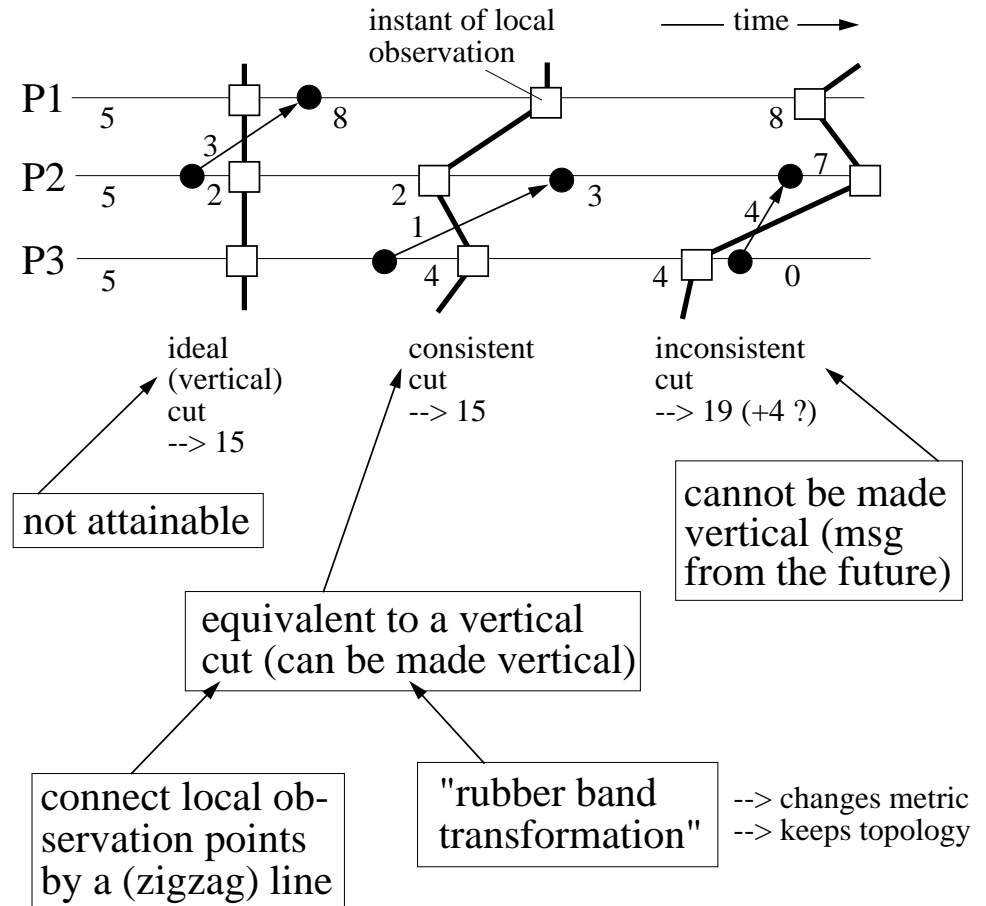 instant of local
observation
time
P1
5
8
8
3
P2
5
2
2
3
7
1
4
P3
5
4
4
0
ideal
(vertical)
cut
--> 15
consistent
cut
--> 15
inconsistent
cut
--> 19 (+4 ?)
not attainable
cannot be made
vertical (msg
from the future)
equivalent to a vertical
cut (can be made vertical)
connect local ob-
servation points
by a (zigzag) line
"rubber band
transformation"
--> changes metric
--> keeps topology